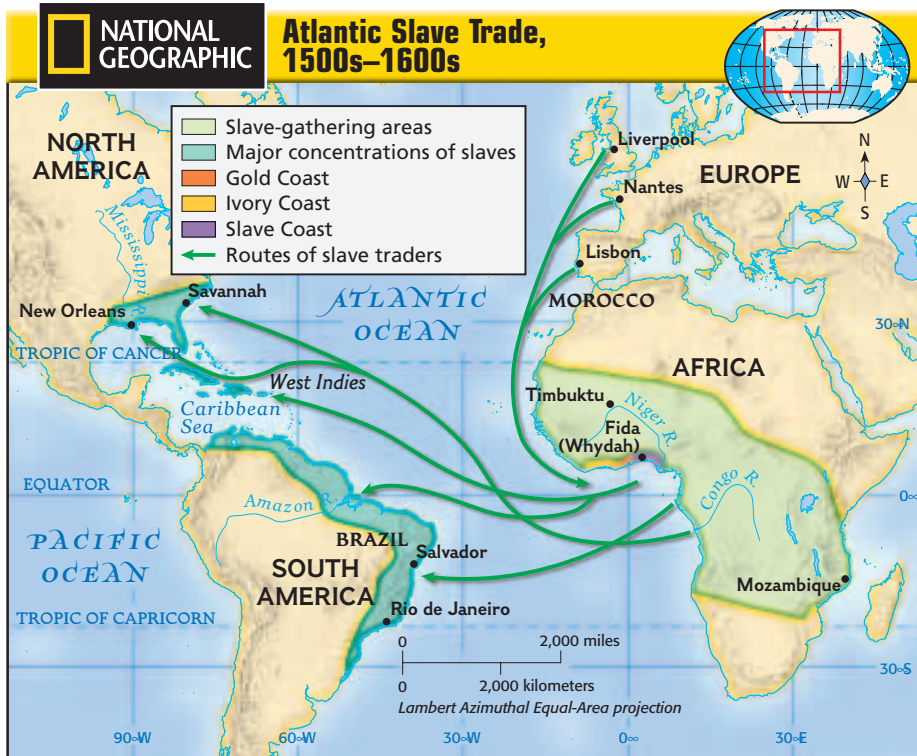 NATIONAL
GEOGRAPHIC
Atlantic Slave Trade,
1500s–1600s
Slave-gathering areas
Major concentrations of slaves
Gold Coast
Ivory Coast
Slave Coast
Routes of slave traders
N
W
E
S
NORTH
AMERICA
Mississippi R.
New Orleans
Savannah
TROPIC OF CANCER
West Indies
Caribbean
Sea
ATLANTIC
OCEAN
Liverpool
Nantes
EUROPE
Lisbon
MOROCCO
30°N
AFRICA
Timbuktu
Niger R.
Fida
(Whydah)
Congo R.
EQUATOR
0°
Amazon R.
PACIFIC
OCEAN
BRAZIL
Salvador
SOUTH
AMERICA
Mozambique
Rio de Janeiro
TROPIC OF CAPRICORN
0
2,000 miles
0
2,000 kilometers
Lambert Azimuthal Equal-Area projection
30°S
90°W
60°W
30°W
0°
30°E